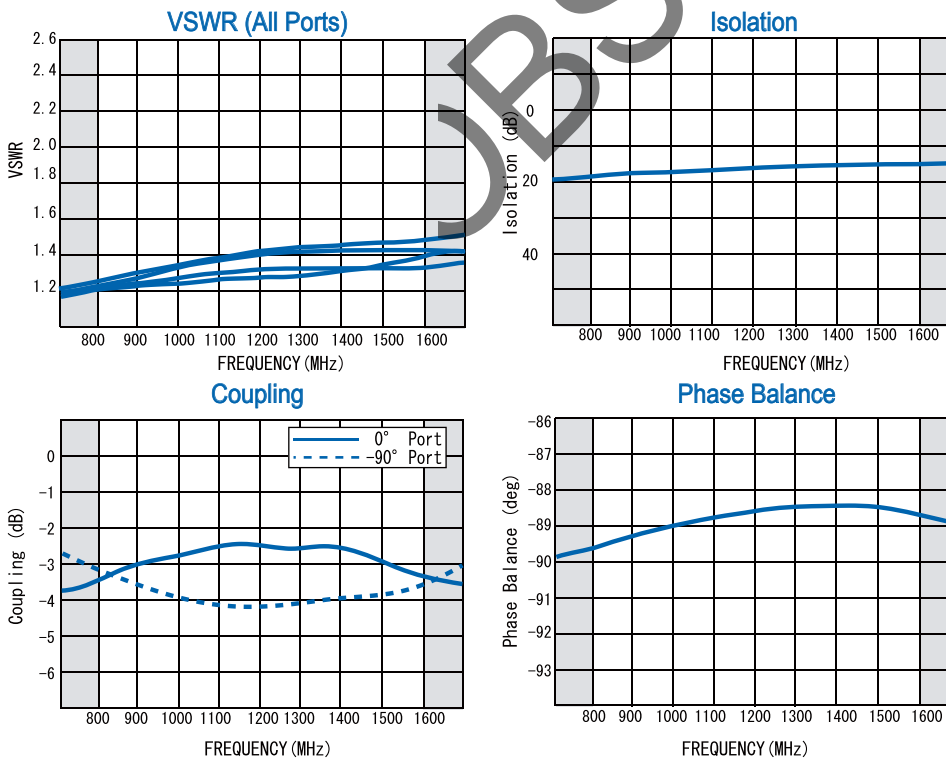 VSWR (All Ports)
2.6
2.4
2.2
2.0
1.8
1.6
1.4
1.2
VSWR
800 900 1000 1100 1200 1300 1400 1500 1600
FREQUENCY(MHz)
Isolation
0
20
40
Isolation (dB)
800 900 1000 1100 1200 1300 1400 1500 1600
FREQUENCY(MHz)
Coupling
0° Port
-90° Port
0
-1
-2
-3
-4
-5
-6
Coupling (dB)
800 900 1000 1100 1200 1300 1400 1500 1600
FREQUENCY(MHz)
Phase Balance
-86
-87
-88
-89
-90
-91
-92
-93
Phase Balance (deg)
800 900 1000 1100 1200 1300 1400 1500 1600
FREQUENCY(MHz)
OBS